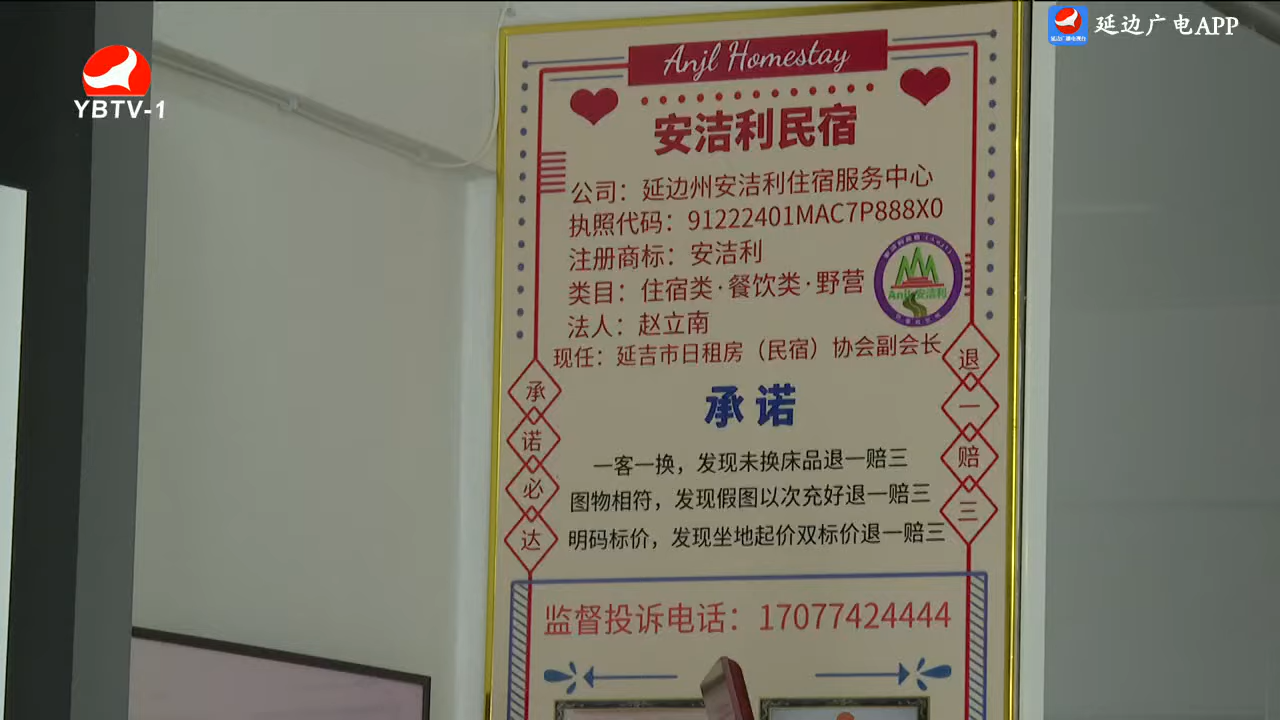 YBTV-1
延边广电APP
Anjl Homestay
安洁利民宿
公司：延边州安洁利住宿服务中心
执照代码：91222401MAC7P888X0
注册商标：安洁利
类目：住宿类·餐饮类·野营
法人：赵立南
现任：延吉市日租房（民宿）协会副会长
承诺
一客一换，发现未换床品退一赔三
图物相符，发现假图以次充好退一赔三
明码标价，发现坐地起价双标价退一赔三
承诺必达
退一赔三
监督投诉电话：17077424444